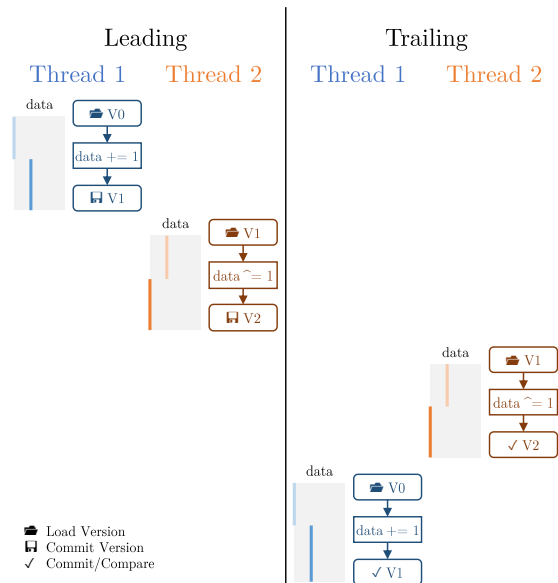 Leading
Trailing
Thread 1
Thread 2
Thread 1
Thread 2
data
V0
data += 1
V1
data
V1
data ^= 1
V2
data
V1
data ^= 1
✓ V2
data
V0
data += 1
✓ V1
Load Version
Commit Version
✓ Commit/Compare